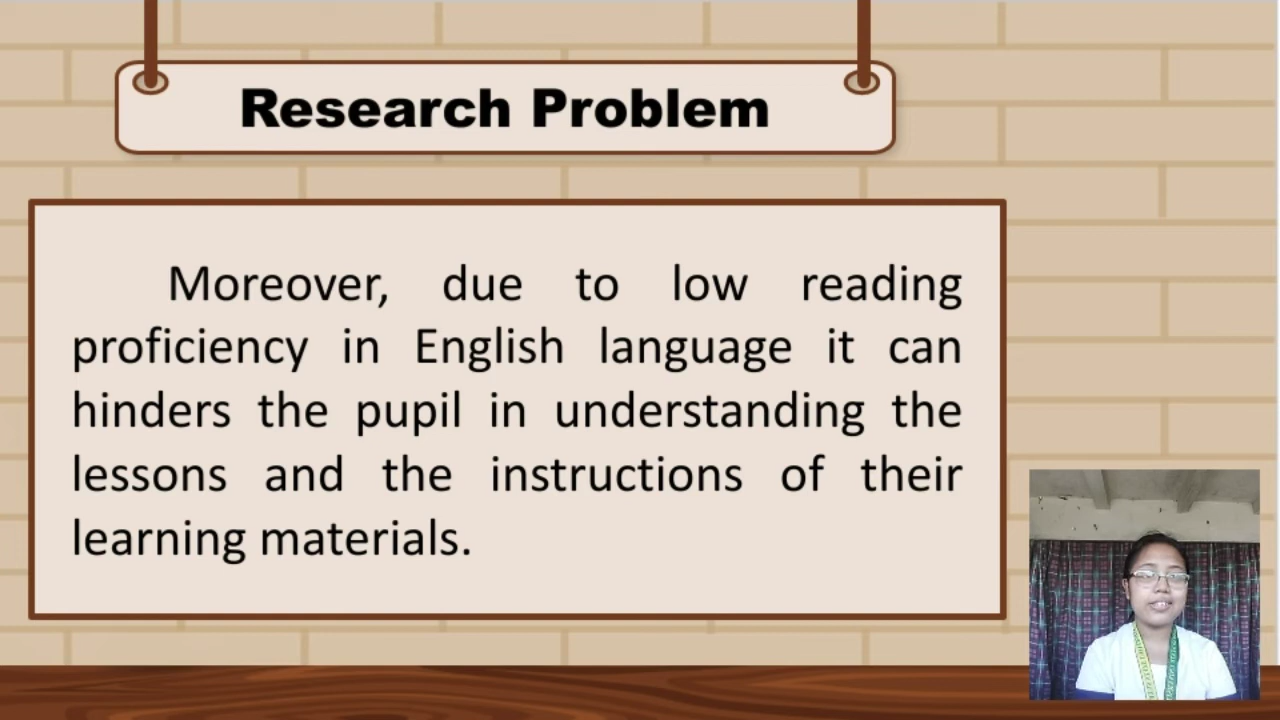 Research Problem
Moreover, due to low reading
proficiency in English language it can
hinders the pupil in understanding the
lessons and the instructions of their
learning materials.